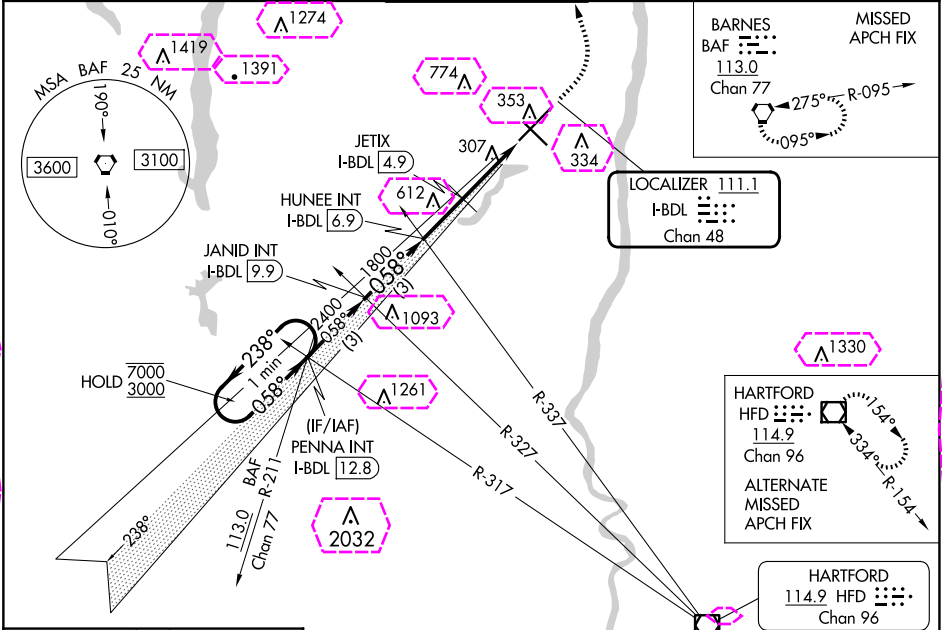 1274
1419
1391
MSA BAF 25 NM
190°
3600
3100
010°
774
353
334
307
JETIX
I-BDL 4.9
612
HUNEE INT
I-BDL 6.9
JANID INT
I-BDL 9.9
1800
058°
(3)
2400
058°
(3)
1093
238°
1 min
058°
HOLD 7000
3000
1261
(IF/IAF)
PENNA INT
I-BDL 12.8
BAF
R-211
113.0
Chan 77
238°
2032
R-337
R-327
R-317
BARNES
BAF
113.0
Chan 77
MISSED
APCH FIX
275°
R-095
095°
LOCALIZER 111.1
I-BDL
Chan 48
1330
HARTFORD
HFD
114.9
Chan 96
154°
334°
R-154
ALTERNATE
MISSED
APCH FIX
HARTFORD
114.9 HFD
Chan 96